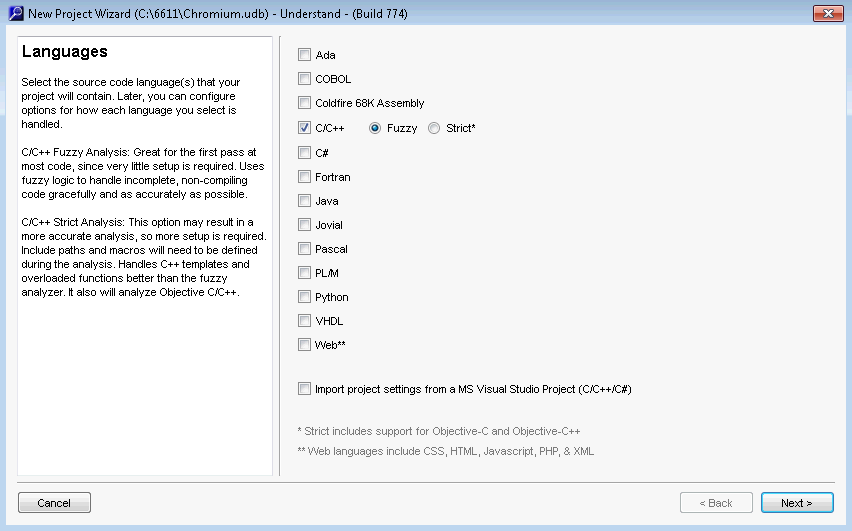 New Project Wizard (C:\6611\Chromium.udb) - Understand - (Build 774)
Languages
Select the source code language(s) that your
project will contain. Later, you can configure
options for how each language you select is
handled.
C/C++ Fuzzy Analysis: Great for the first pass at
most code, since very little setup is required. Uses
fuzzy logic to handle incomplete, non-compiling
code gracefully and as accurately as possible.
C/C++ Strict Analysis: This option may result in a
more accurate analysis, so more setup is required.
Include paths and macros will need to be defined
during the analysis. Handles C++ templates and
overloaded functions better than the fuzzy
analyzer. It also will analyze Objective C/C++.
Ada
COBOL
Coldfire 68K Assembly
C/C++ Fuzzy Strict*
C#
Fortran
Java
Jovial
Pascal
PL/M
Python
VHDL
Web**
Import project settings from a MS Visual Studio Project (C/C++/C#)
* Strict includes support for Objective-C and Objective-C++
** Web languages include CSS, HTML, Javascript, PHP, & XML
Cancel
< Back
Next >